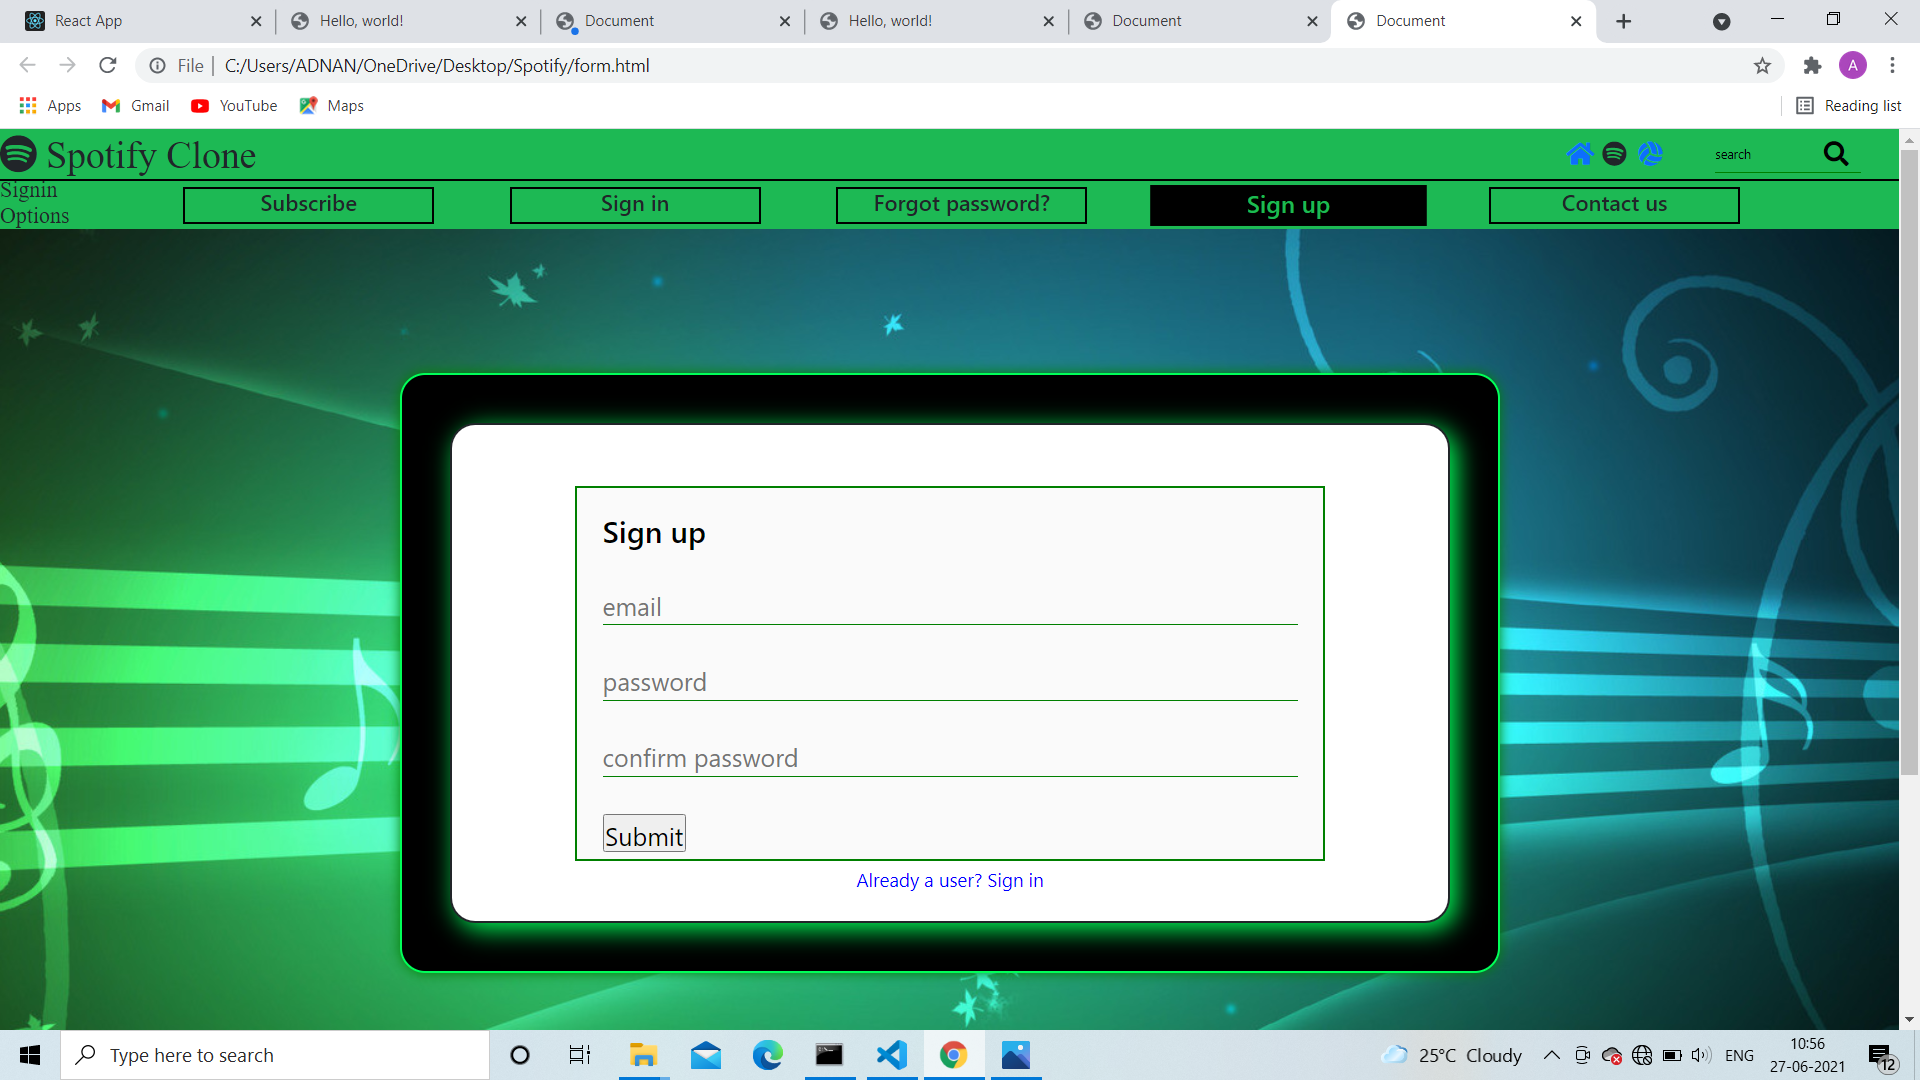 React App
Hello, world!
Document
Hello, world!
Document
Document
File
C:/Users/ADNAN/OneDrive/Desktop/Spotify/form.html
A
Apps
Gmail
YouTube
Maps
Reading list
Spotify Clone
search
Signin
Options
Subscribe
Sign in
Forgot password?
Sign up
Contact us
Sign up
email
password
confirm password
Submit
Already a user? Sign in
Type here to search
25°C Cloudy
ENG
10:56
27-06-2021
12